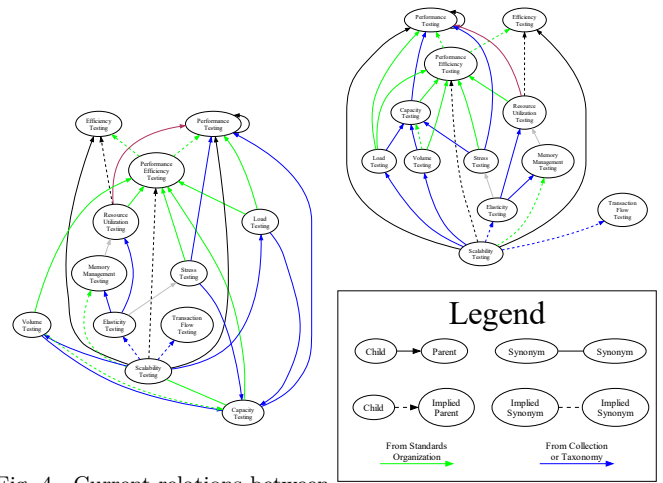 Efficiency
Testing
Performance
Testing
Performance
Efficiency
Testing
Resource
Utilization
Testing
Load
Testing
Memory
Management
Testing
Stress
Testing
Volume
Testing
Elasticity
Testing
Transaction
Flow
Testing
Scalability
Testing
Capacity
Testing
Fig. 4. Current relations between
Performance
Testing
Efficiency
Testing
Performance
Efficiency
Testing
Capacity
Testing
Resource
Utilization
Testing
Load
Testing
Volume
Testing
Stress
Testing
Memory
Management
Testing
Elasticity
Testing
Transaction
Flow
Testing
Scalability
Testing
Legend
Child
Parent
Synonym
Synonym
Child
Implied
Parent
Implied
Synonym
Implied
Synonym
From Standards
Organization
From Collection
or Taxonomy